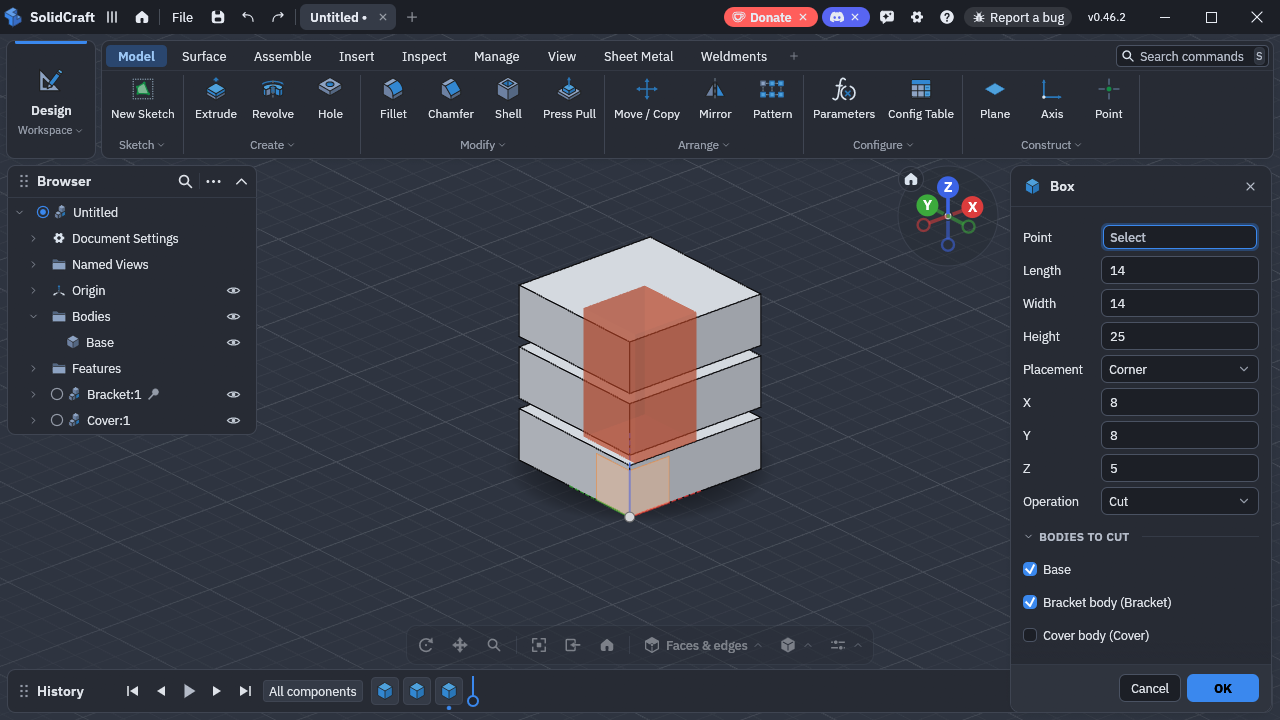 SolidCraft
File
Untitled •
Donate
Report a bug
v0.46.2
Design
Workspace
Model
Surface
Assemble
Insert
Inspect
Manage
View
Sheet Metal
Weldments
Search commands
S
New Sketch
Extrude
Revolve
Hole
Fillet
Chamfer
Shell
Press Pull
Move / Copy
Mirror
Pattern
Parameters
Config Table
Plane
Axis
Point
Sketch
Create
Modify
Arrange
Configure
Construct
Browser
Untitled
Document Settings
Named Views
Origin
Bodies
Base
Features
Bracket:1
Cover:1
Z
Y
X
Box
Point Select
Length 14
Width 14
Height 25
Placement Corner
X 8
Y 8
Z 5
Operation Cut
BODIES TO CUT
Base
Bracket body (Bracket)
Cover body (Cover)
Cancel
OK
Faces & edges
History
All components